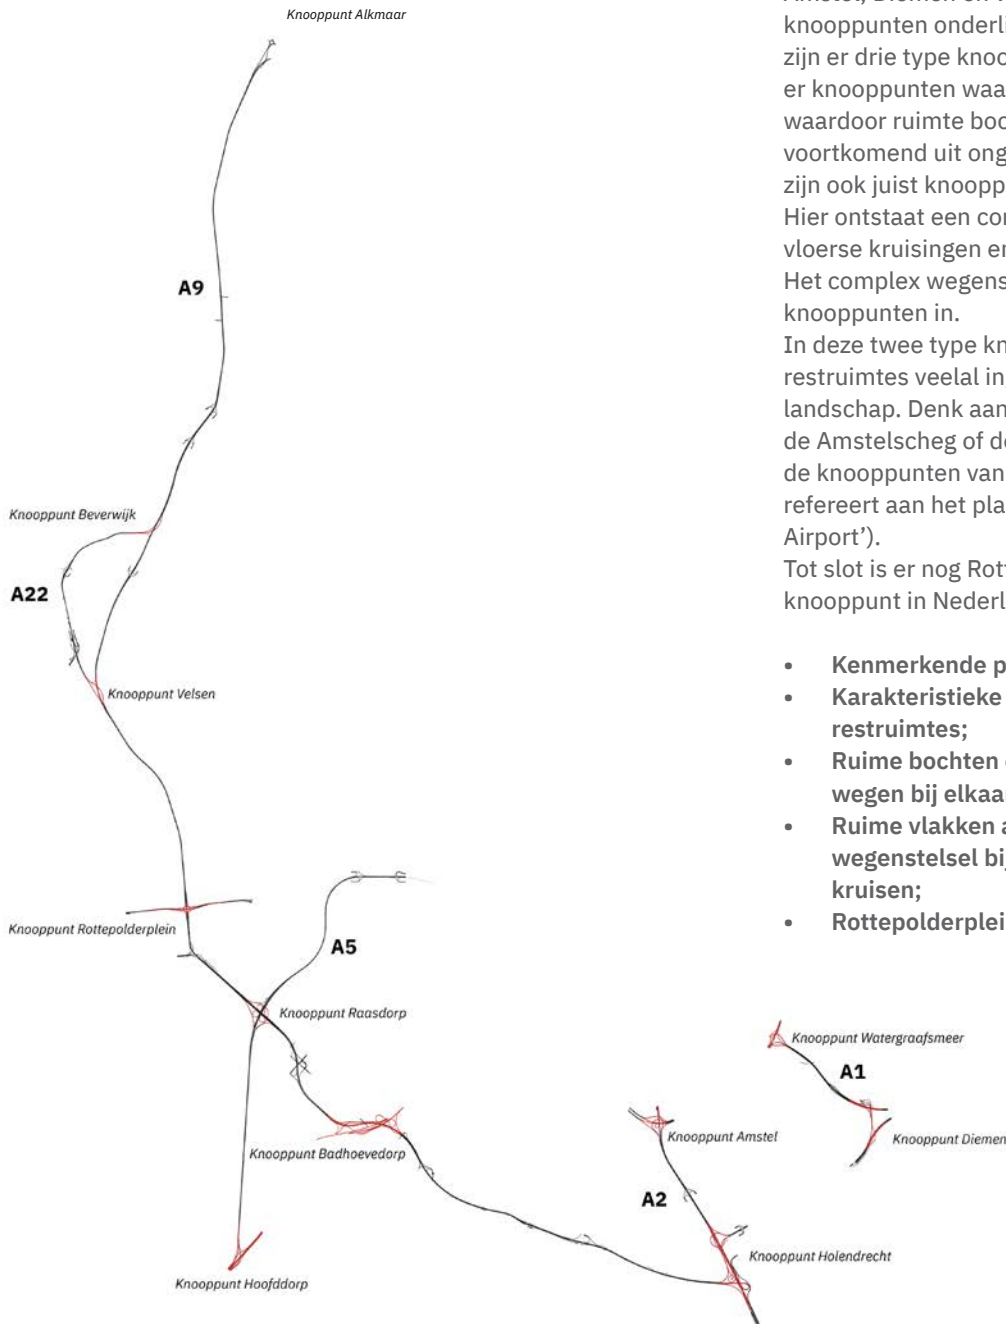 Knooppunt Alkmaar
A9
Knooppunt Beverwijk
A22
Knooppunt Velsen
Knooppunt Rottepolderplein
A5
Knooppunt Raasdorp
Knooppunt Watergraafsmeer
A1
Knooppunt Amstel
Knooppunt Diemen
Knooppunt Badhoevedorp
A2
Knooppunt Holendrecht
Knooppunt Hoofddorp
knooppunten onderli
zijn er drie type knoo
er knooppunten waa
waardoor ruimte boc
voortkomend uit ong
zijn ook juist knoopp
Hier ontstaat een cor
vloerse kruisingen er
Het complex wegens
knooppunten in.
In deze twee type kn
restruimtes veelal in
landschap. Denk aan
de Amstelscheg of de
de knooppunten van
refereert aan het pla
Airport’).
Tot slot is er nog Rott
knooppunt in Nederl
• Kenmerkende p
• Karakteristieke
restruimtes;
• Ruime bochten
wegen bij elkaa
• Ruime vlakken a
wegenstelsel bij
kruisen;
• Rottepolderplei